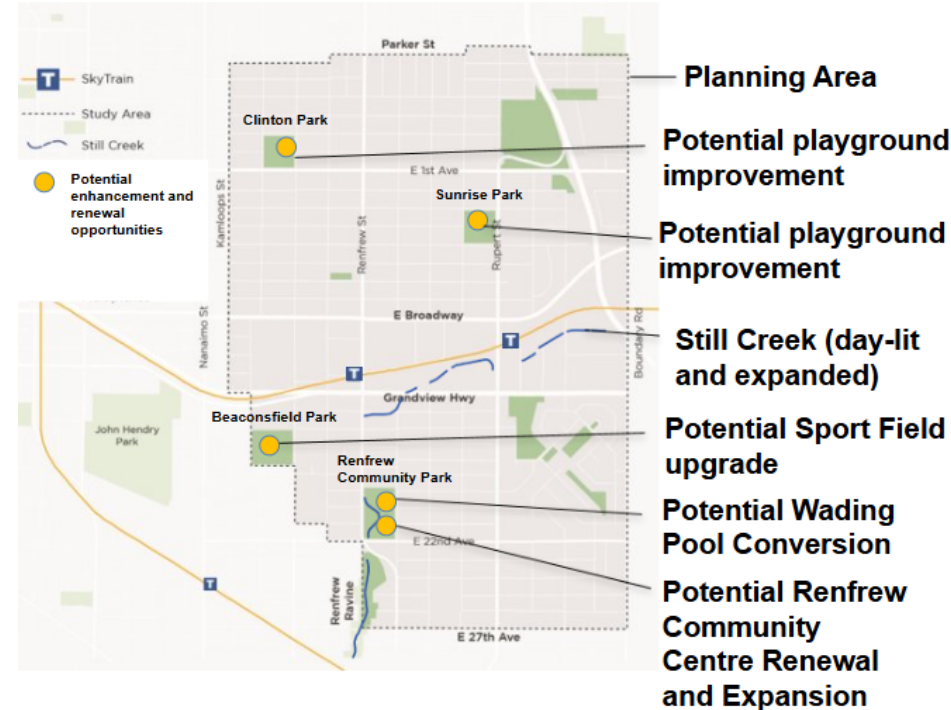 Parker St
SkyTrain
Study Area
Still Creek
Potential
enhancement and
renewal
opportunities
Clinton Park
E 1st Ave
Sunrise Park
Kamloops St
Renfrew St
Rupert St
Nanaimo St
E Broadway
Boundary Rd
T
T
T
T
Grandview Hwy
Beaconsfield Park
John Hendry
Park
Renfrew
Community Park
E 22nd Ave
Renfrew
Ravine
E 27th Ave
Planning Area
Potential playground
improvement
Potential playground
improvement
Still Creek (day-lit
and expanded)
Potential Sport Field
upgrade
Potential Wading
Pool Conversion
Potential Renfrew
Community
Centre Renewal
and Expansion